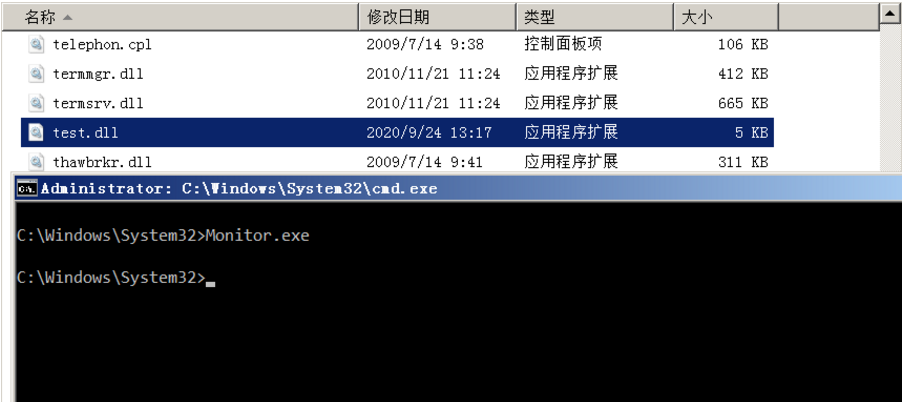 名称 修改日期 类型 大小
telephon.cpl 2009/7/14 9:38 控制面板项 106 KB
termmgr.dll 2010/11/21 11:24 应用程序扩展 412 KB
termsrv.dll 2010/11/21 11:24 应用程序扩展 665 KB
test.dll 2020/9/24 13:17 应用程序扩展 5 KB
thawbrkr.dll 2009/7/14 9:41 应用程序扩展 311 KB
C:\. Administrator: C:\Windows\System32\cmd.exe
C:\Windows\System32>Monitor.exe
C:\Windows\System32>_